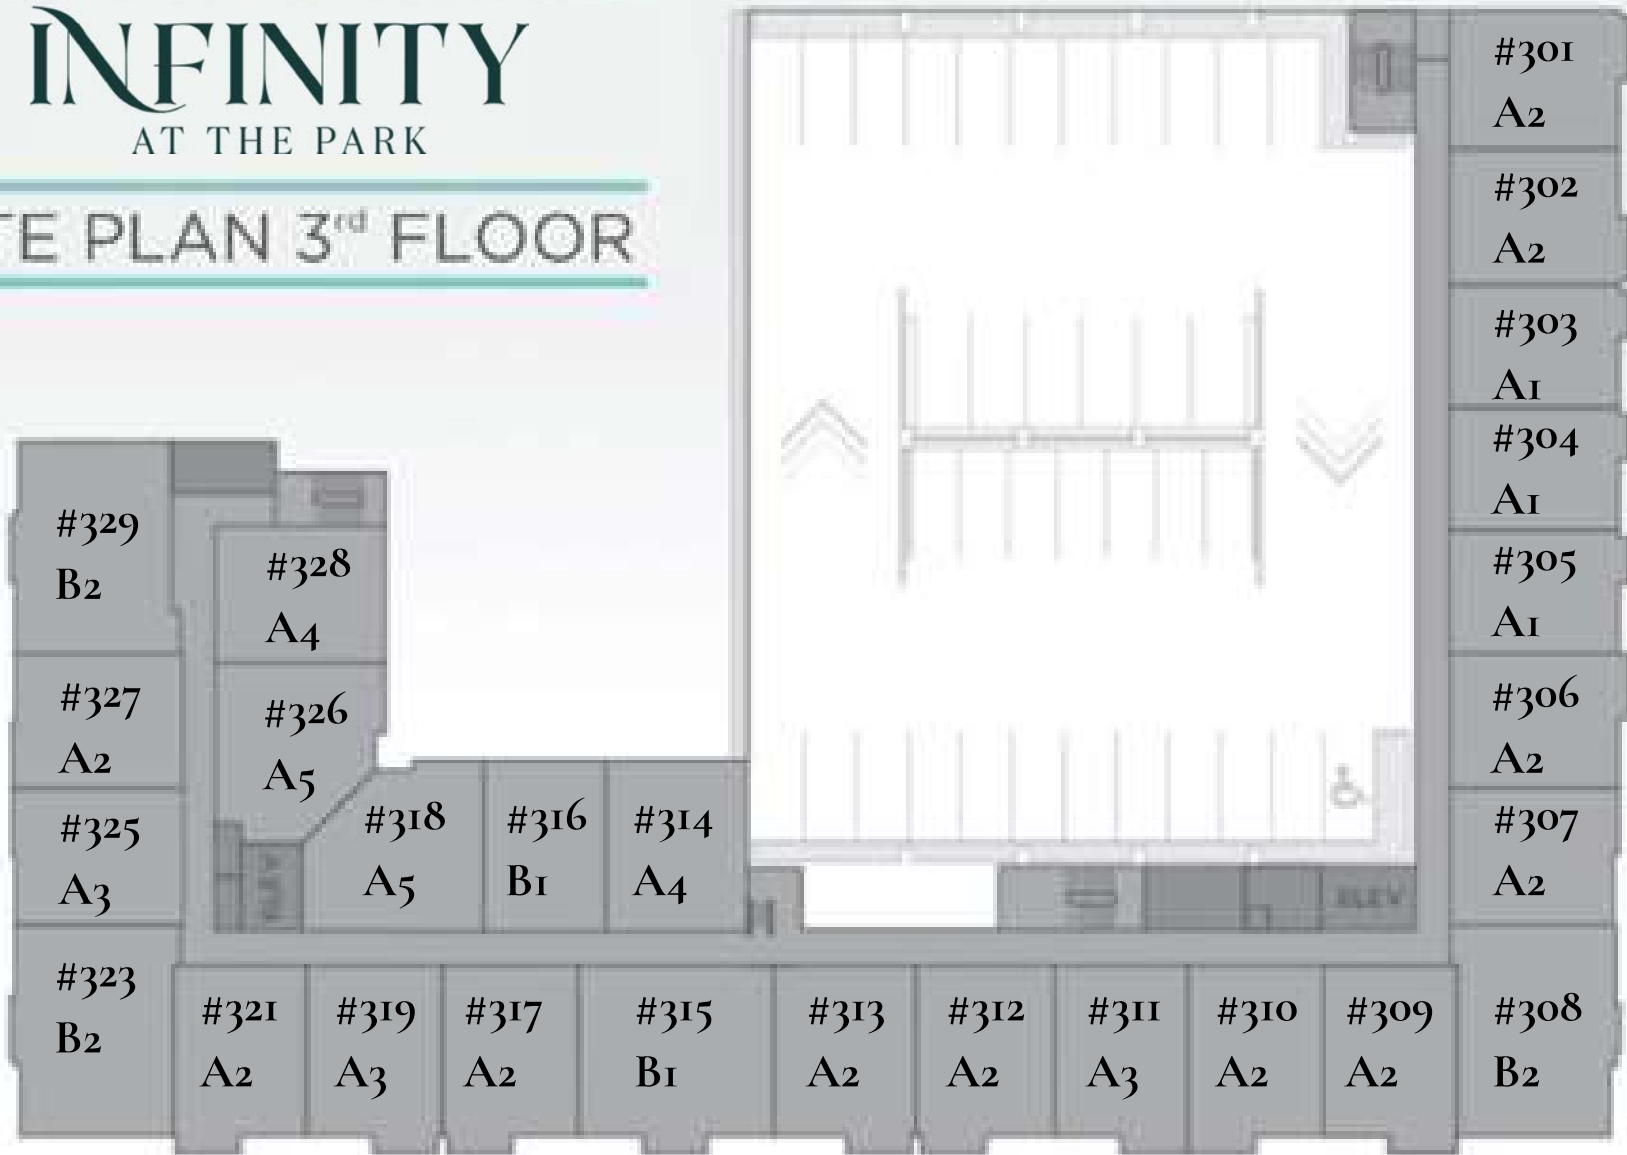 INFINITY
AT THE PARK
TE PLAN 3rd FLOOR
#301
A2
#302
A2
#303
A1
#304
A1
#305
A1
#306
A2
#307
A2
#329
B2
#328
A4
#327
A2
#326
A5
#325
A3
#318
A5
#316
B1
#314
A4
ELEV
#323
B2
#321
A2
#319
A3
#317
A2
#315
B1
#313
A2
#312
A2
#311
A3
#310
A2
#309
A2
#308
B2